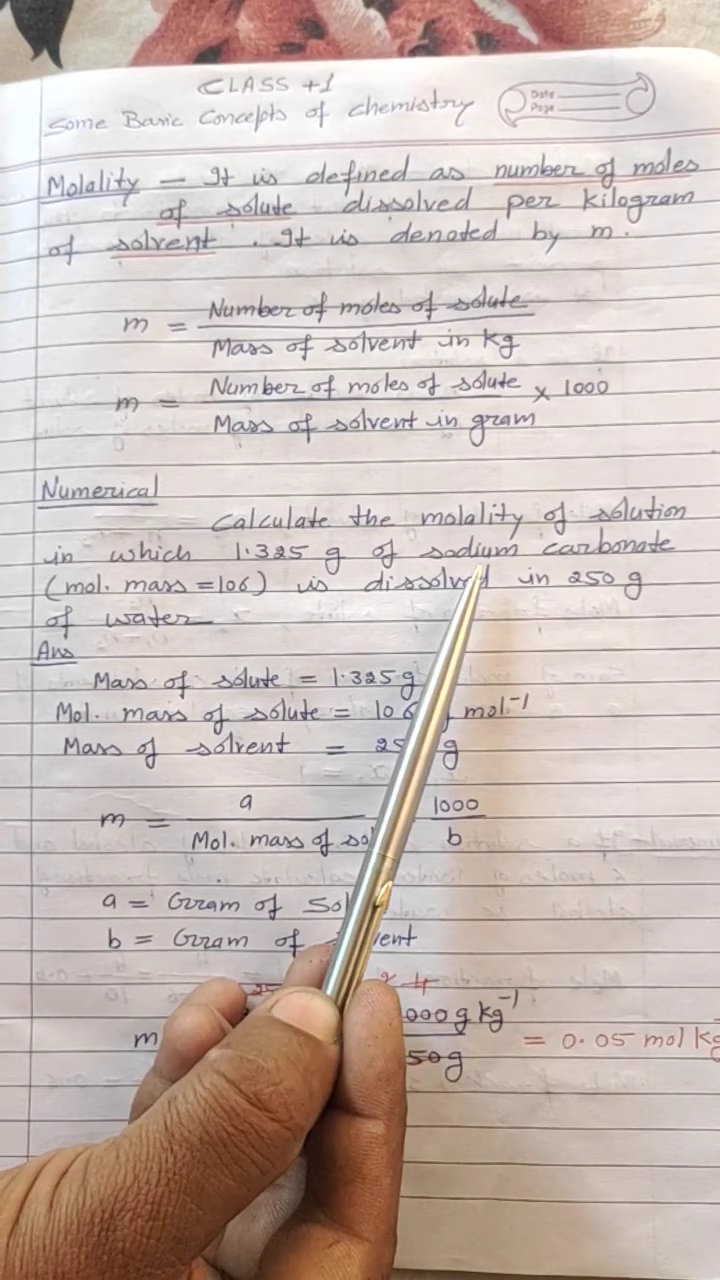 CLASS +1
Some Basic Concepts of Chemistry
Date
Page
Molality — It is defined as number of moles
of solute dissolved per kilogram
of solvent. It is denoted by m.
m = Number of moles of solute
Mass of solvent in kg
m = Number of moles of solute × 1000
Mass of solvent in gram
Numerical
Calculate the molality of solution
in which 1.325 g of sodium carbonate
(mol. mass = 106) is dissolved in 250 g
of water
Ans
Mass of solute = 1.325 g
Mol. mass of solute = 106 mol⁻¹
Mass of solvent = 25 g
m = a 1000
Mol. mass of b
a = Gram of
b = Gram of
m 000 g kg⁻¹ = 0.05 mol kg
50g